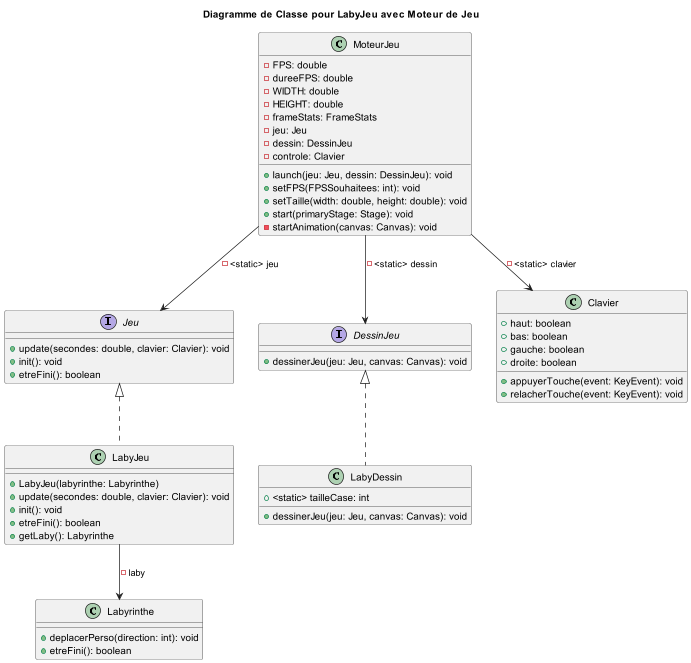 Diagramme de Classe pour LabyJeu avec Moteur de Jeu
C MoteurJeu
FPS: double
dureeFPS: double
WIDTH: double
HEIGHT: double
frameStats: FrameStats
jeu: Jeu
dessin: DessinJeu
controle: Clavier
launch(jeu: Jeu, dessin: DessinJeu): void
setFPS(FPSSouhaitees: int): void
setTaille(width: double, height: double): void
start(primaryStage: Stage): void
startAnimation(canvas: Canvas): void
<static> jeu
<static> dessin
<static> clavier
I Jeu
update(secondes: double, clavier: Clavier): void
init(): void
etreFini(): boolean
I DessinJeu
dessinerJeu(jeu: Jeu, canvas: Canvas): void
C Clavier
haut: boolean
bas: boolean
gauche: boolean
droite: boolean
appuyerTouche(event: KeyEvent): void
relacherTouche(event: KeyEvent): void
C LabyJeu
LabyJeu(labyrinthe: Labyrinthe)
update(secondes: double, clavier: Clavier): void
init(): void
etreFini(): boolean
getLaby(): Labyrinthe
C LabyDessin
<static> tailleCase: int
dessinerJeu(jeu: Jeu, canvas: Canvas): void
laby
C Labyrinthe
deplacerPerso(direction: int): void
etreFini(): boolean